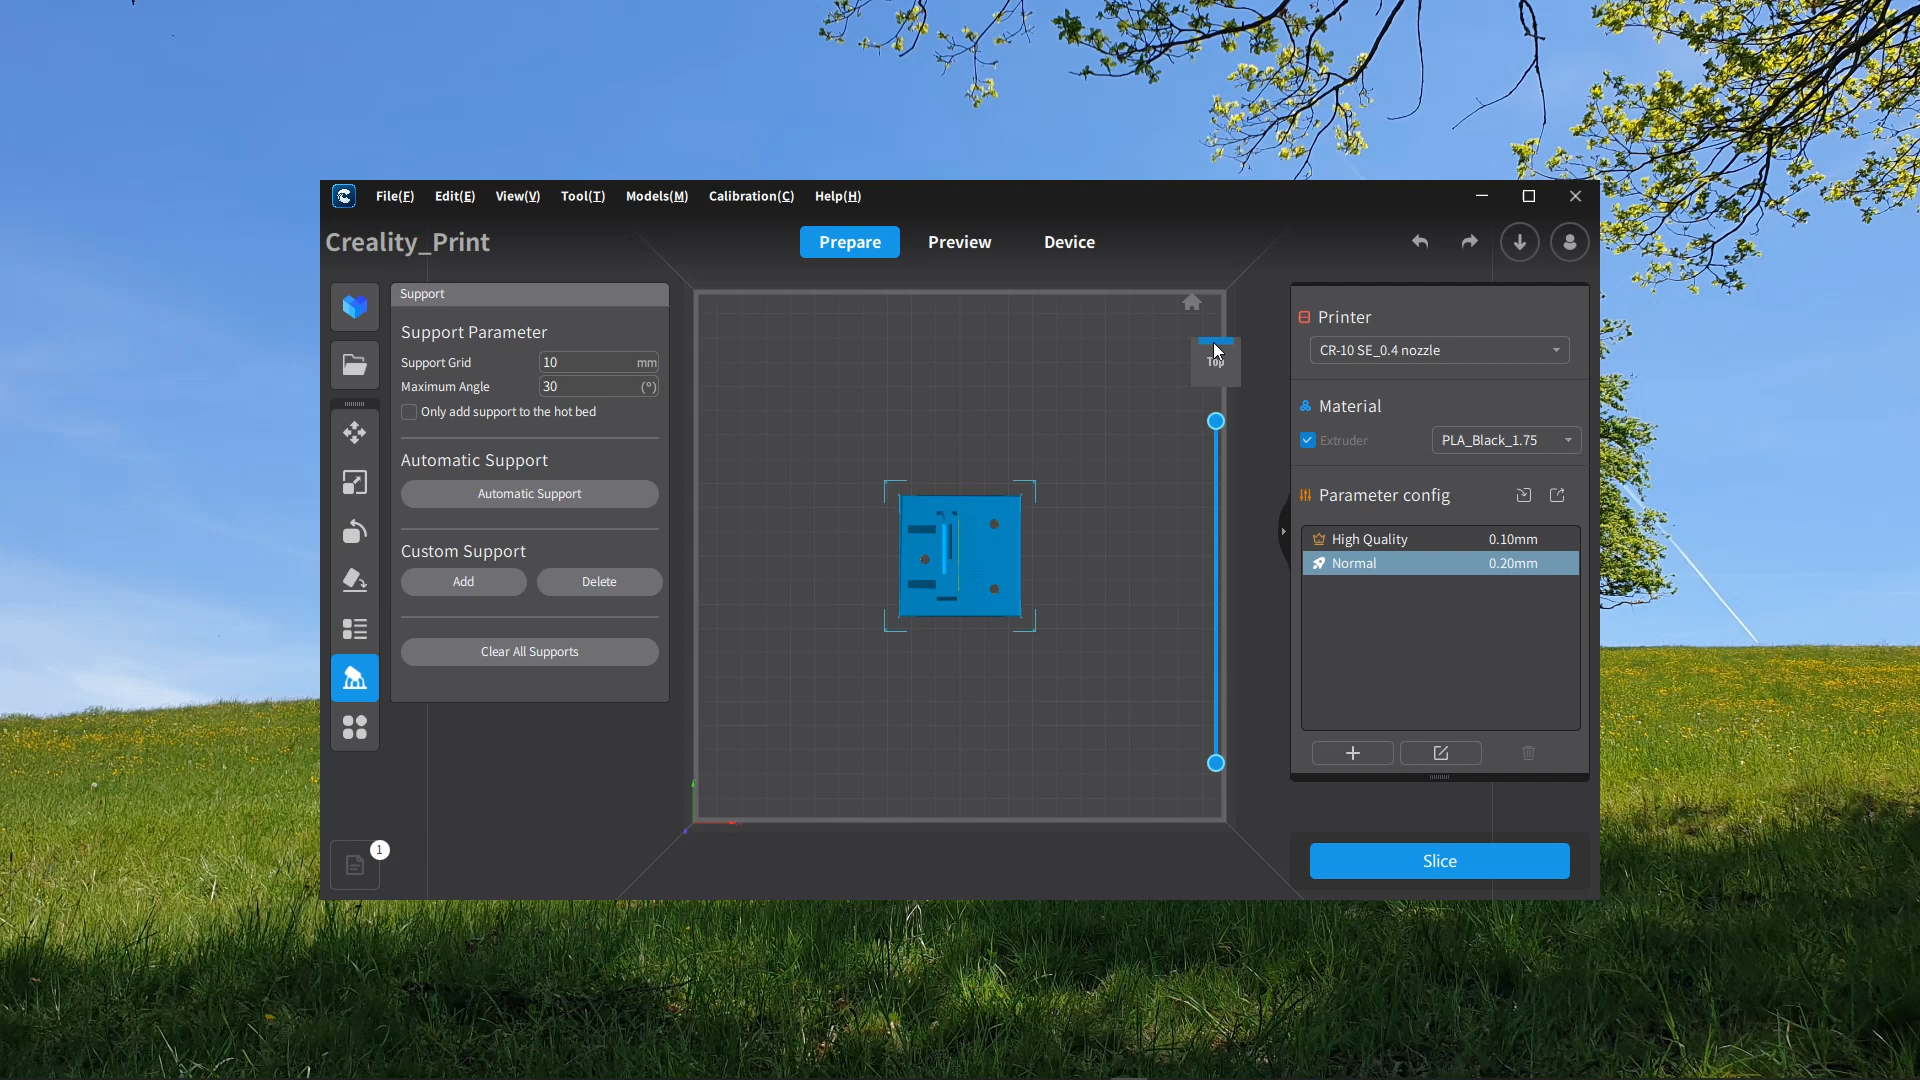 File(F) Edit(E) View(V) Tool(T) Models(M) Calibration(C) Help(H)
Creality_Print
Prepare Preview Device
Support
Support Parameter
Support Grid 10 mm
Maximum Angle 30 (°)
Only add support to the hot bed
Automatic Support
Automatic Support
Custom Support
Add Delete
Clear All Supports
1
Top
Printer
CR-10 SE_0.4 nozzle
Material
Extruder PLA_Black_1.75
Parameter config
High Quality 0.10mm
Normal 0.20mm
Slice